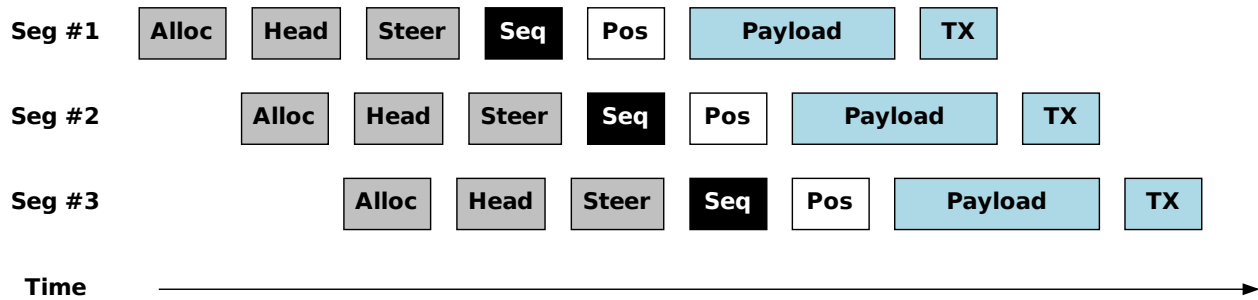 Seg #1 Alloc Head Steer Seq Pos Payload TX
Seg #2 Alloc Head Steer Seq Pos Payload TX
Seg #3 Alloc Head Steer Seq Pos Payload TX
Time